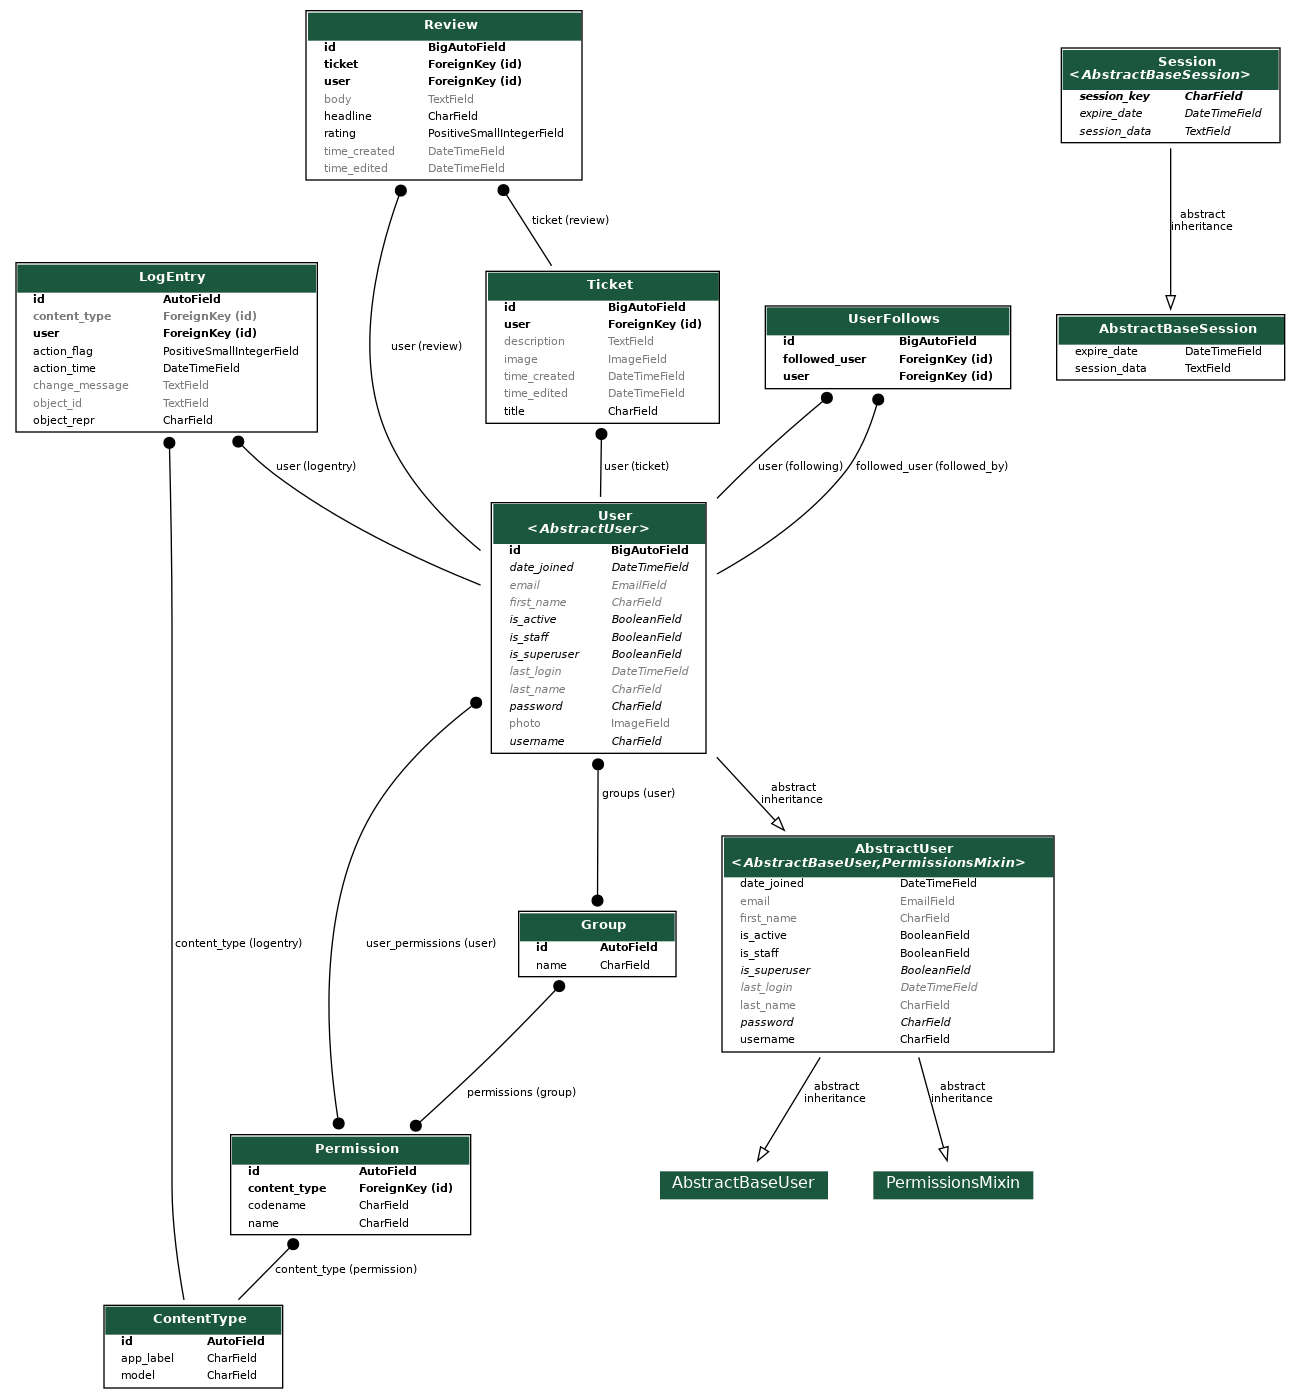 Review
id BigAutoField
ticket ForeignKey (id)
user ForeignKey (id)
body TextField
headline CharField
rating PositiveSmallIntegerField
time_created DateTimeField
time_edited DateTimeField
Session
<AbstractBaseSession>
session_key CharField
expire_date DateTimeField
session_data TextField
ticket (review)
abstract
inheritance
LogEntry
id AutoField
content_type ForeignKey (id)
user ForeignKey (id)
action_flag PositiveSmallIntegerField
action_time DateTimeField
change_message TextField
object_id TextField
object_repr CharField
user (review)
Ticket
id BigAutoField
user ForeignKey (id)
description TextField
image ImageField
time_created DateTimeField
time_edited DateTimeField
title CharField
UserFollows
id BigAutoField
followed_user ForeignKey (id)
user ForeignKey (id)
AbstractBaseSession
expire_date DateTimeField
session_data TextField
user (logentry)
user (ticket)
user (following)
followed_user (followed_by)
User
<AbstractUser>
id BigAutoField
date_joined DateTimeField
email EmailField
first_name CharField
is_active BooleanField
is_staff BooleanField
is_superuser BooleanField
last_login DateTimeField
last_name CharField
password CharField
photo ImageField
username CharField
groups (user)
abstract
inheritance
AbstractUser
<AbstractBaseUser,PermissionsMixin>
date_joined DateTimeField
email EmailField
first_name CharField
is_active BooleanField
is_staff BooleanField
is_superuser BooleanField
last_login DateTimeField
last_name CharField
password CharField
username CharField
content_type (logentry)
user_permissions (user)
Group
id AutoField
name CharField
permissions (group)
abstract
inheritance
abstract
inheritance
Permission
id AutoField
content_type ForeignKey (id)
codename CharField
name CharField
AbstractBaseUser
PermissionsMixin
content_type (permission)
ContentType
id AutoField
app_label CharField
model CharField